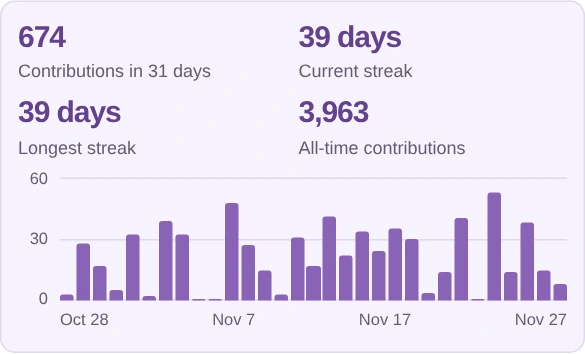 674
39 days
Contributions in 31 days
Current streak
39 days
3,963
Longest streak
All-time contributions
60
30
0
Oct 28
Nov 7
Nov 17
Nov 27